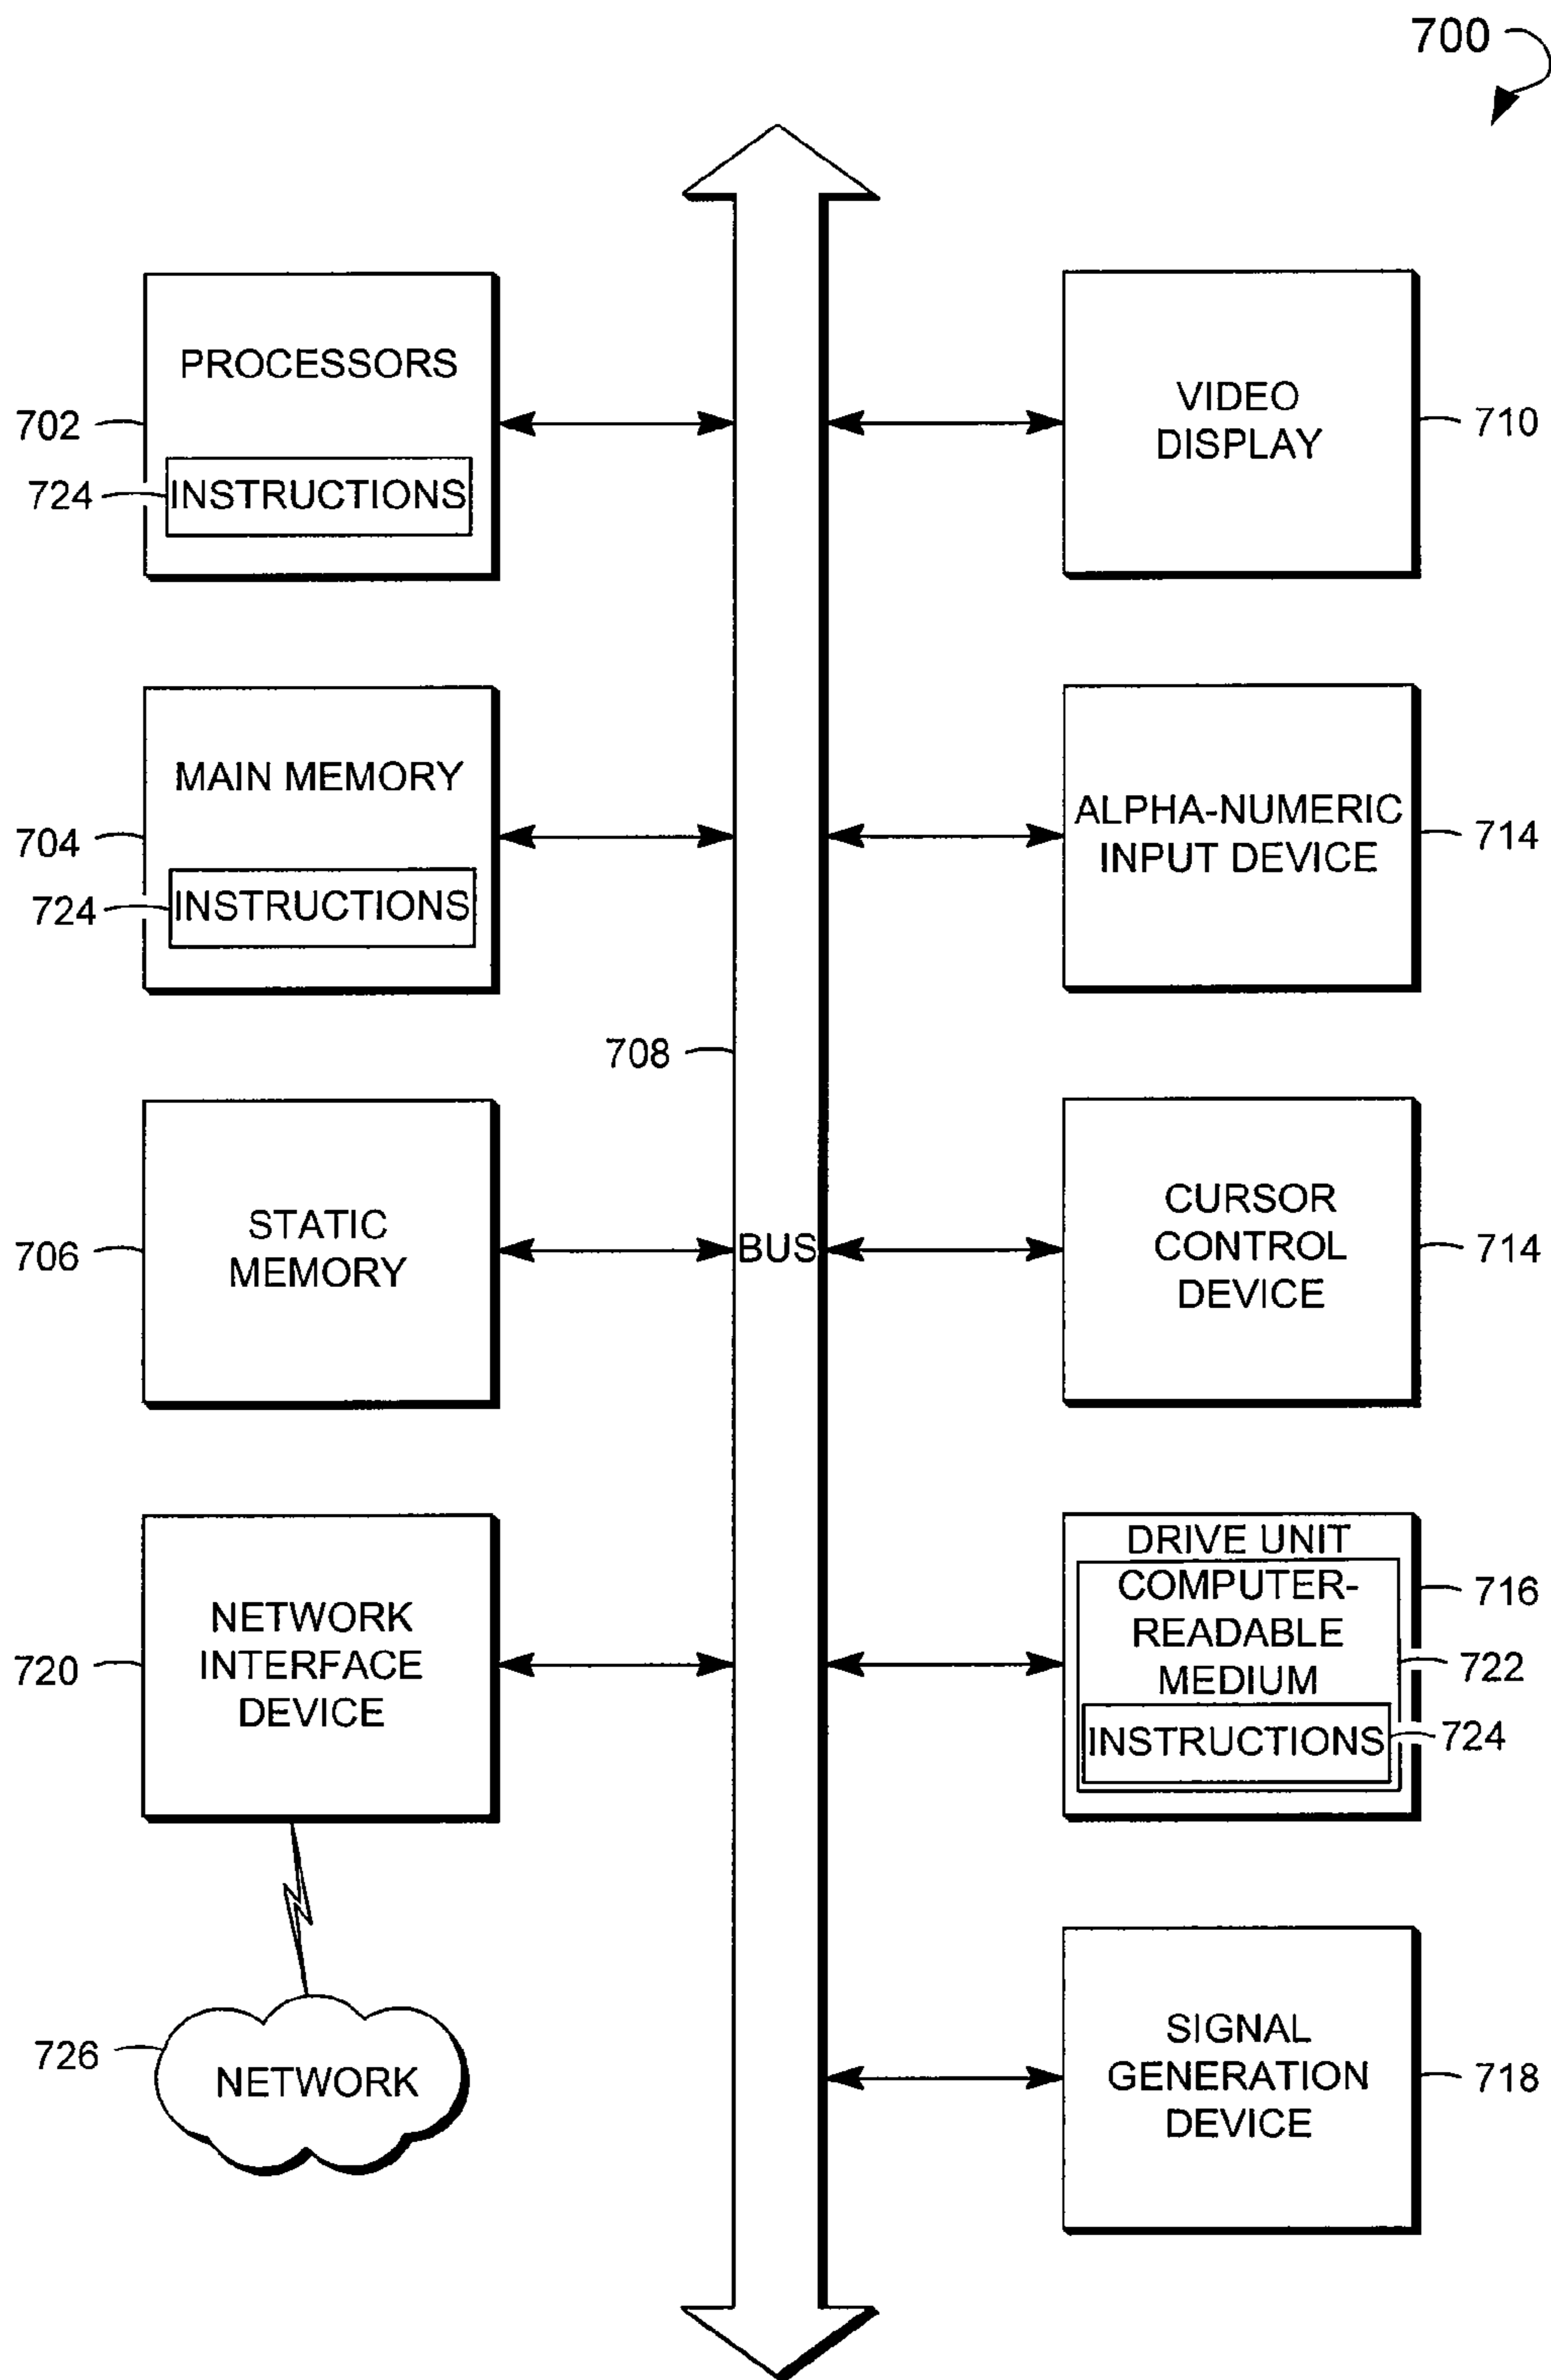 700
PROCESSORS
702
724
INSTRUCTIONS
VIDEO
DISPLAY
710
MAIN MEMORY
704
724
INSTRUCTIONS
ALPHA-NUMERIC
INPUT DEVICE
714
708
STATIC
MEMORY
706
BUS
CURSOR
CONTROL
DEVICE
714
NETWORK
INTERFACE
DEVICE
720
DRIVE UNIT
COMPUTER-
READABLE
MEDIUM
INSTRUCTIONS
716
722
724
726
NETWORK
SIGNAL
GENERATION
DEVICE
718